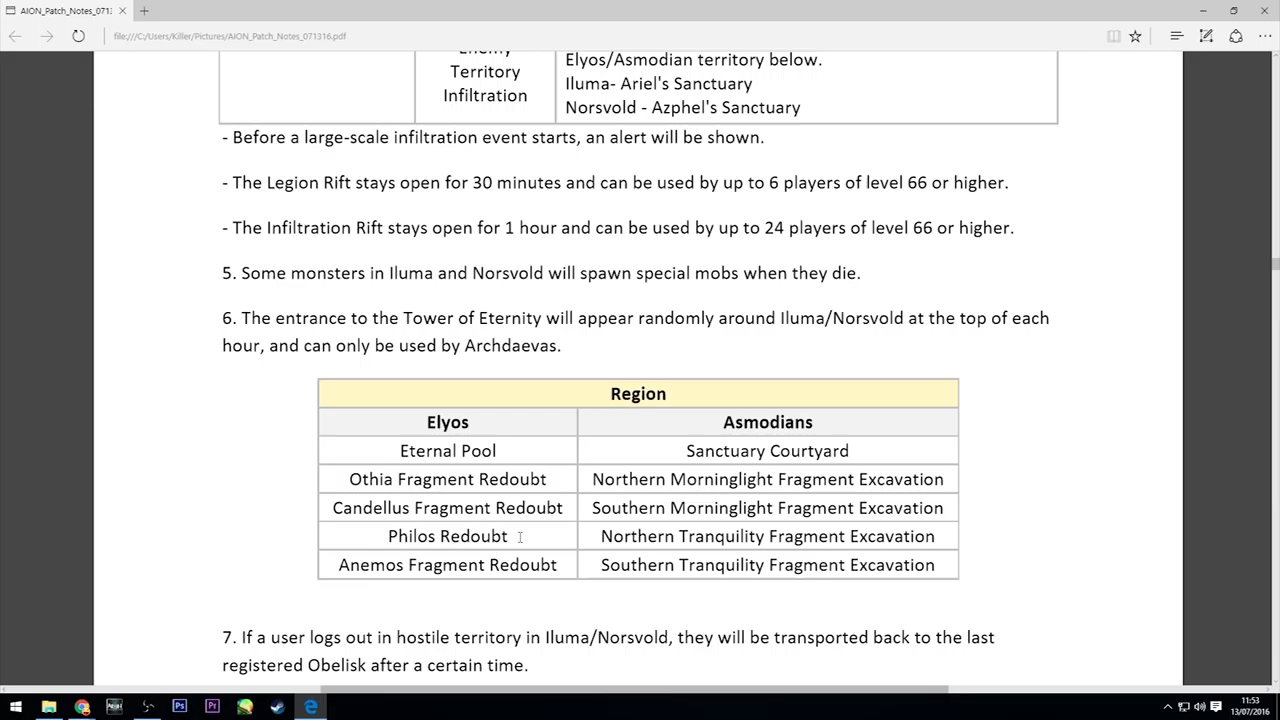 AION_Patch_Notes_0713
file:///C:/Users/Killer/Pictures/AION_Patch_Notes_071316.pdf
Enemy
Territory
Infiltration
Elyos/Asmodian territory below.
Iluma- Ariel's Sanctuary
Norsvold - Azphel's Sanctuary
- Before a large-scale infiltration event starts, an alert will be shown.
- The Legion Rift stays open for 30 minutes and can be used by up to 6 players of level 66 or higher.
- The Infiltration Rift stays open for 1 hour and can be used by up to 24 players of level 66 or higher.
5. Some monsters in Iluma and Norsvold will spawn special mobs when they die.
6. The entrance to the Tower of Eternity will appear randomly around Iluma/Norsvold at the top of each
hour, and can only be used by Archdaevas.
Region
Elyos Asmodians
Eternal Pool Sanctuary Courtyard
Othia Fragment Redoubt Northern Morninglight Fragment Excavation
Candellus Fragment Redoubt Southern Morninglight Fragment Excavation
Philos Redoubt Northern Tranquility Fragment Excavation
Anemos Fragment Redoubt Southern Tranquility Fragment Excavation
7. If a user logs out in hostile territory in Iluma/Norsvold, they will be transported back to the last
registered Obelisk after a certain time.
Ps Pr
11:53
13/07/2016